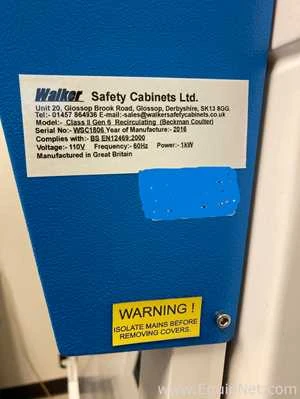 Walker Safety Cabinets Ltd.
Unit 20, Glossop Brook Road, Glossop, Derbyshire, SK13 8GG.
Tel:- 01457 864936 E-mail:-sales@walkersafetycabinets.co.uk
Model:- Class II Gen 6 Recirculating (Beckman Coulter)
Serial No:- WSC1806 Year of Manufacture:- 2016
Complies with:- BS EN12469:2000
Voltage:- 110V Frequency:- 60Hz Power:- 1kW
Manufactured in Great Britain
WARNING !
ISOLATE MAINS BEFORE
REMOVING COVERS.
www.EquipNet.com